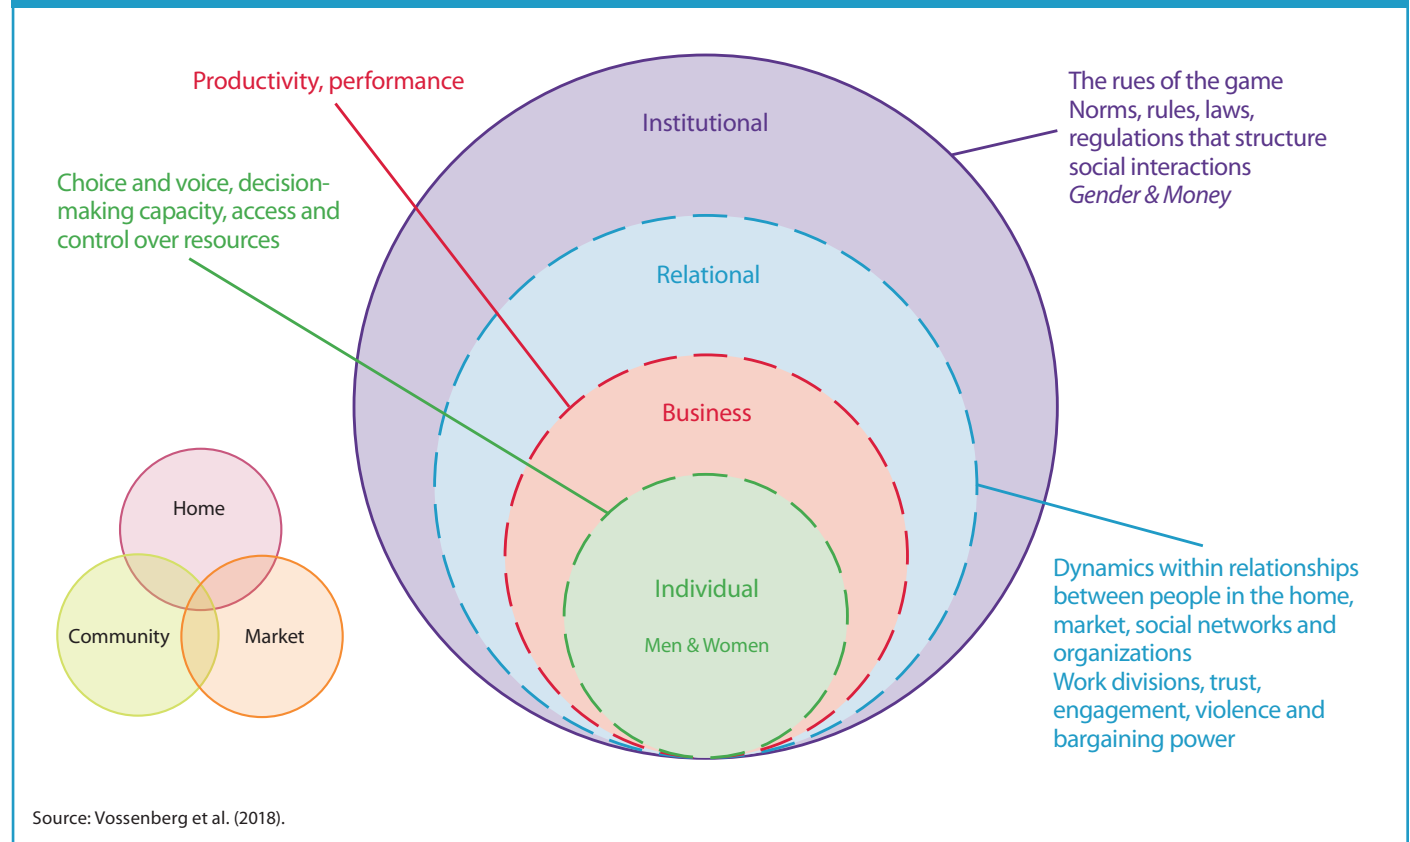 Productivity, performance
Choice and voice, decision-
making capacity, access and
control over resources
Institutional
The rues of the game
Norms, rules, laws,
regulations that structure
social interactions
Gender & Money
Relational
Business
Individual
Men & Women
Home
Community
Market
Dynamics within relationships
between people in the home,
market, social networks and
organizations
Work divisions, trust,
engagement, violence and
bargaining power
Source: Vossenberg et al. (2018).